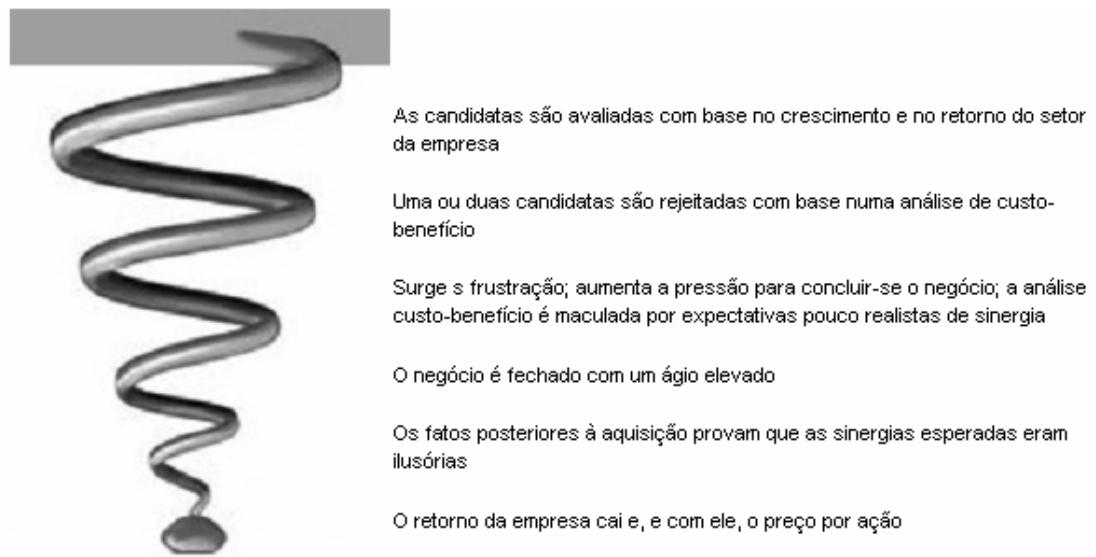 As candidatas são avaliadas com base no crescimento e no retorno do setor
da empresa
Uma ou duas candidatas são rejeitadas com base numa análise de custo-
benefício
Surge s frustração; aumenta a pressão para concluir-se o negócio; a análise
custo-benefício é maculada por expectativas pouco realistas de sinergia
O negócio é fechado com um ágio elevado
Os fatos posteriores à aquisição provam que as sinergias esperadas eram
ilusórias
O retorno da empresa cai e, e com ele, o preço por ação